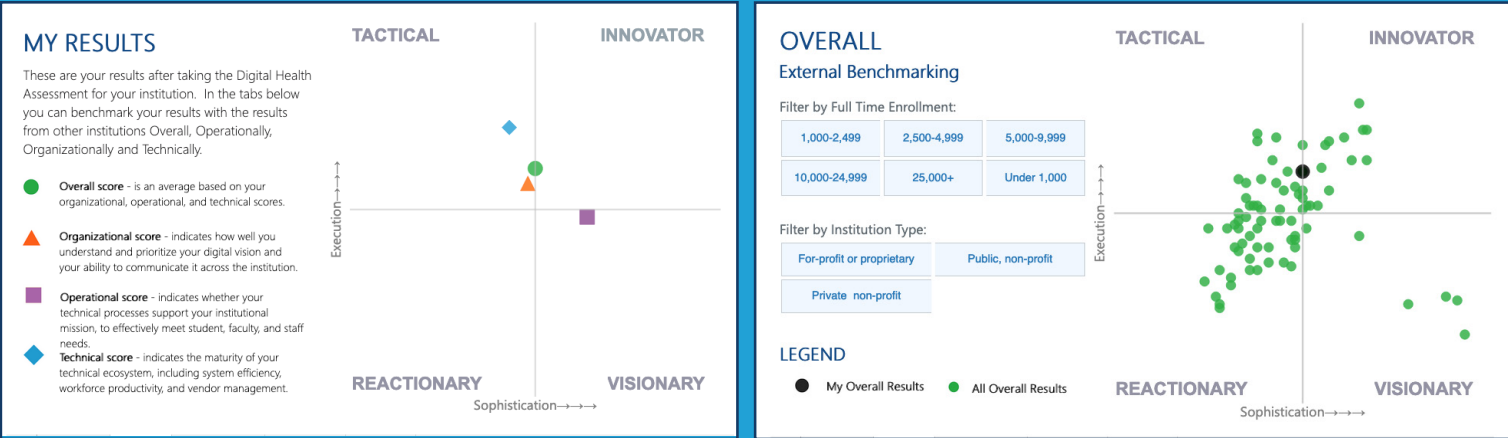 MY RESULTS
These are your results after taking the Digital Health
Assessment for your institution. In the tabs below
you can benchmark your results with the results
from other institutions Overall, Operationally,
Organizationally and Technically.
Overall score - is an average based on your
organizational, operational, and technical scores.
Organizational score - indicates how well you
understand and prioritize your digital vision and
your ability to communicate it across the institution.
Operational score - indicates whether your
technical processes support your institutional
mission, to effectively meet student, faculty, and staff
needs.
Technical score - indicates the maturity of your
technical ecosystem, including system efficiency,
workforce productivity, and vendor management.
TACTICAL
INNOVATOR
Execution→→→
REACTIONARY
VISIONARY
Sophistication→→→
OVERALL
External Benchmarking
Filter by Full Time Enrollment:
1,000-2,499
2,500-4,999
5,000-9,999
10,000-24,999
25,000+
Under 1,000
Filter by Institution Type:
For-profit or proprietary
Public, non-profit
Private non-profit
LEGEND
My Overall Results
All Overall Results
TACTICAL
INNOVATOR
Execution→→→
REACTIONARY
VISIONARY
Sophistication→→→